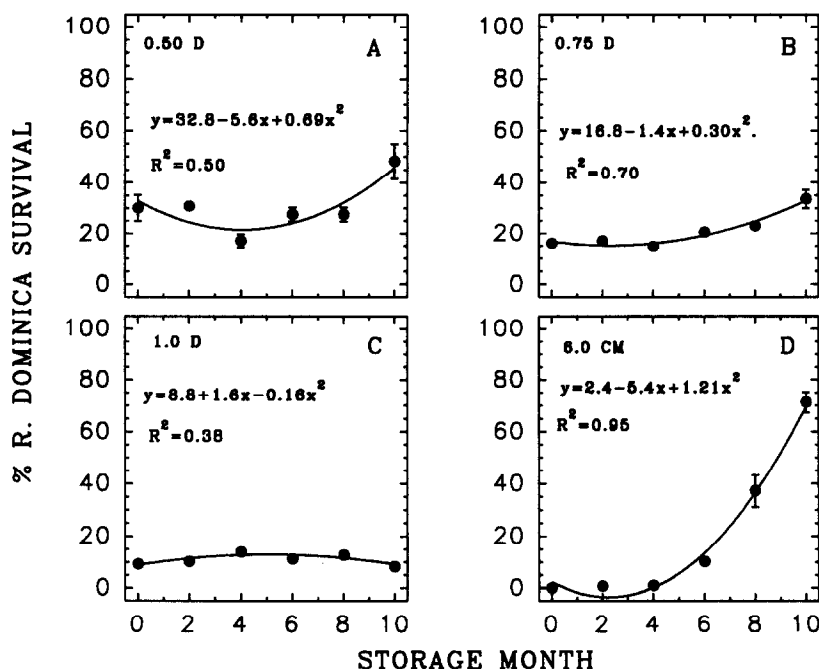 % R. DOMINICA SURVIVAL
100
80
60
40
20
0
0.50 D
A
y=32.8-5.6x+0.69x²
R²=0.50
100
80
60
40
20
0
0.75 D
B
y=16.8-1.4x+0.30x².
R²=0.70
100
80
60
40
20
0
1.0 D
C
y=8.8+1.6x-0.16x²
R²=0.38
0 2 4 6 8 10
100
80
60
40
20
0
6.0 CM
D
y=2.4-5.4x+1.21x²
R²=0.95
0 2 4 6 8 10
STORAGE MONTH